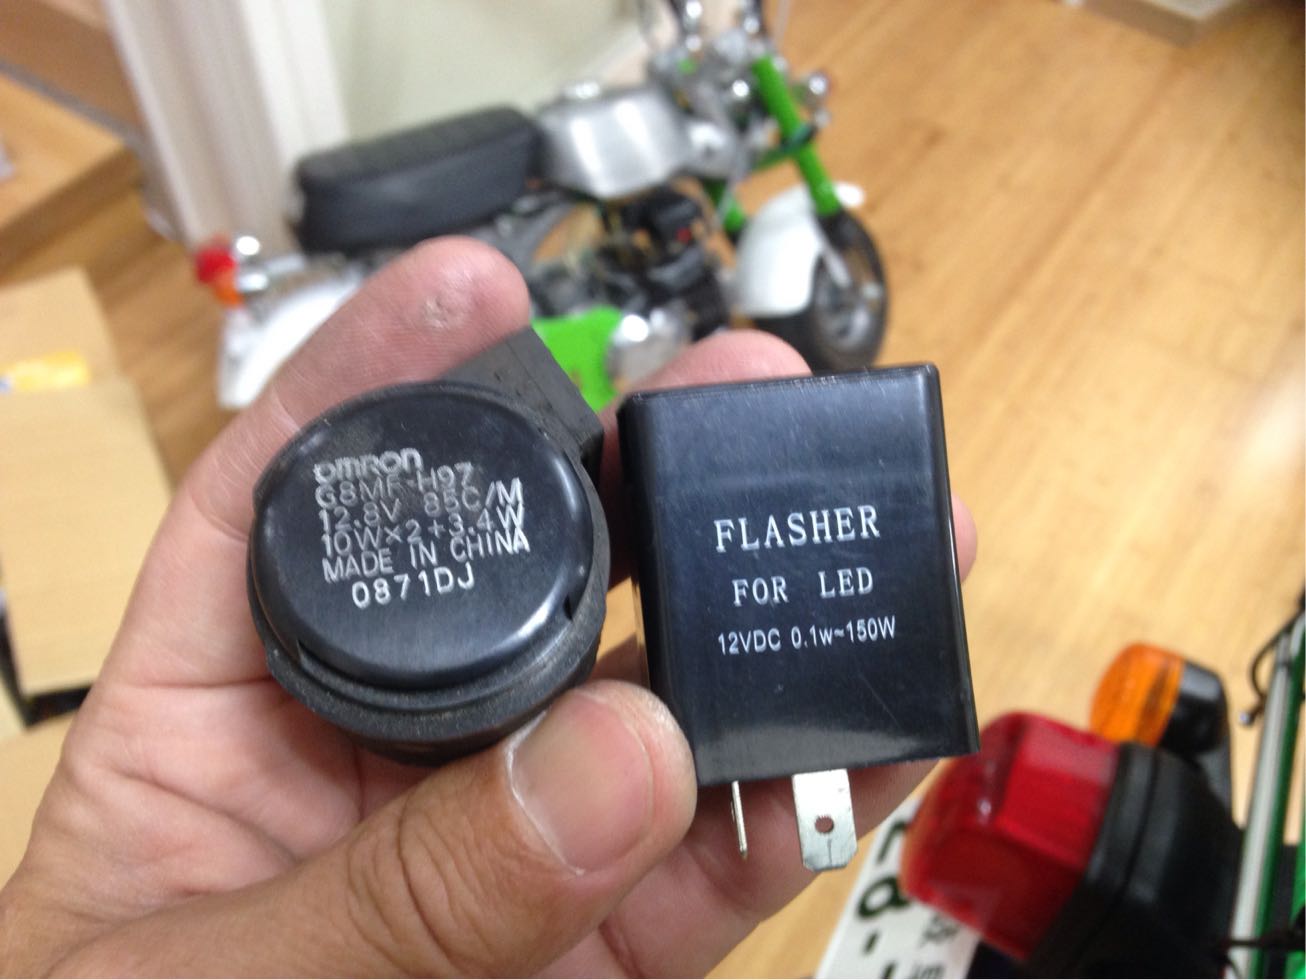 omron
G8MF-H97
12.8V 85C/M
10W×2+3.4W
MADE IN CHINA
0871DJ
FLASHER
FOR LED
12VDC 0.1w~150W